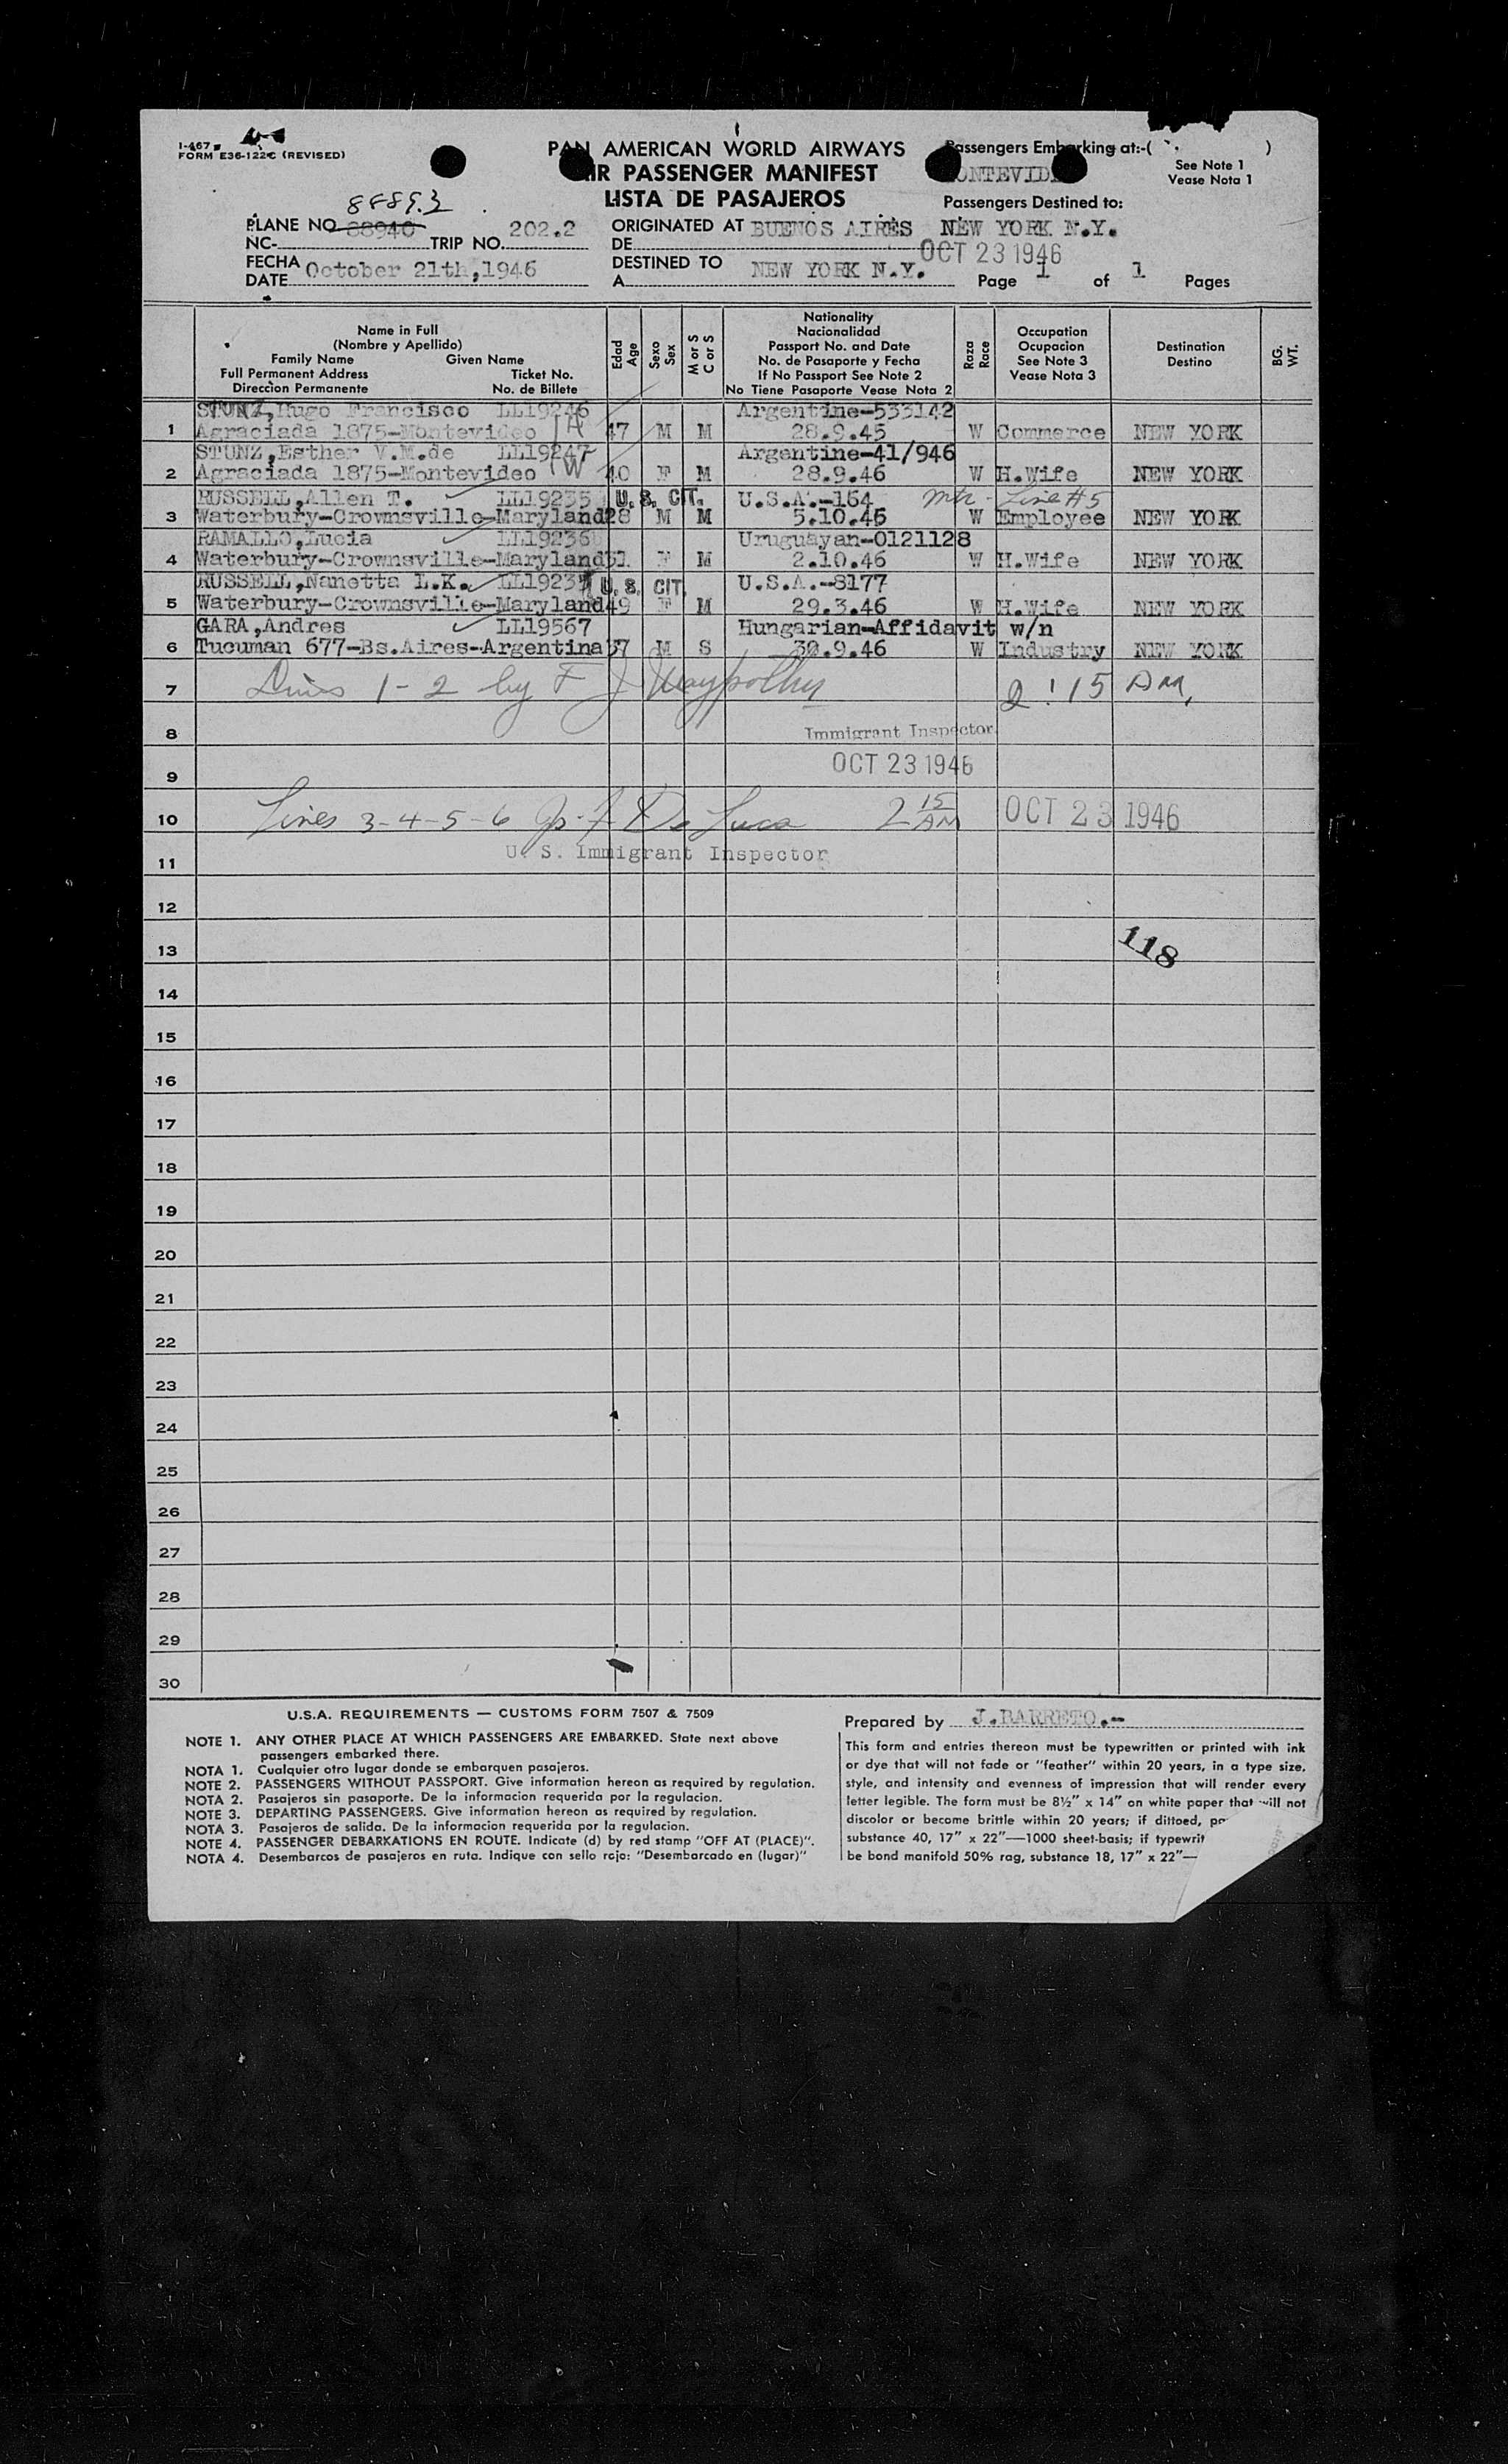 I-467
FORM E36-122C (REVISED)
PAN AMERICAN WORLD AIRWAYS
AIR PASSENGER MANIFEST
LISTA DE PASAJEROS
Passengers Embarking at:-( )
See Note 1
Vease Nota 1
MONTEVIDEO
Passengers Destined to:
NEW YORK N.Y.
88893
PLANE NO 88940
NC- TRIP NO. 202.2
ORIGINATED AT BUENOS AIRES
DE
OCT 23 1946
FECHA
DATE October 21th,1946
DESTINED TO NEW YORK N.Y.
A
Page 1 of 1 Pages
Name in Full
(Nombre y Apellido)
Family Name Given Name
Full Permanent Address Ticket No.
Direccion Permanente No. de Billete
Edad
Age
Sexo
Sex
M or S
C or S
Nationality
Nacionalidad
Passport No. and Date
No. de Pasaporte y Fecha
If No Passport See Note 2
No Tiene Pasaporte Vease Nota 2
Raza
Race
Occupation
Ocupacion
See Note 3
Vease Nota 3
Destination
Destino
BG.
WT.
STUNZ,Hugo Francisco LL19246 Argentine-533142
1 Agraciada 1875-Montevideo 47 M M 28.9.45 W Commerce NEW YORK
STUNZ,Esther V.M.de LL19247 Argentine-41/946
2 Agraciada 1875-Montevideo 40 F M 28.9.46 W H.Wife NEW YORK
RUSSELL,Allen T. LL19235 U.S. CIT. U.S.A.-164 Line #5
3 Waterbury-Crownsville-Maryland 28 M M 5.10.45 W Employee NEW YORK
RAMALLO,Lucia LL19236 Uruguayan-0121128
4 Waterbury-Crownsville-Maryland 31 F M 2.10.46 W H.Wife NEW YORK
RUSSELL,Nanetta L.K. LL19237 U.S. CIT. U.S.A.-8177
5 Waterbury-Crownsville-Maryland 49 F M 29.3.46 W H.Wife NEW YORK
GARA,Andres LL19567 Hungarian-Affidavit w/n
6 Tucuman 677-Bs.Aires-Argentina 37 M S 30.9.46 W Industry NEW YORK
7 Lines 1-2 by F J 2:15 AM,
8 Immigrant Inspector
9 OCT 23 1946
10 Lines 3-4-5-6 De Luca 2 15 AM OCT 23 1946
11 U. S. Immigrant Inspector
12
13 118
14
15
16
17
18
19
20
21
22
23
24
25
26
27
28
29
30
U.S.A. REQUIREMENTS — CUSTOMS FORM 7507 & 7509
NOTE 1. ANY OTHER PLACE AT WHICH PASSENGERS ARE EMBARKED. State next above
passengers embarked there.
NOTA 1. Cualquier otro lugar donde se embarquen pasajeros.
NOTE 2. PASSENGERS WITHOUT PASSPORT. Give information hereon as required by regulation.
NOTA 2. Pasajeros sin pasaporte. De la informacion requerida por la regulacion.
NOTE 3. DEPARTING PASSENGERS. Give information hereon as required by regulation.
NOTA 3. Pasajeros de salida. De la informacion requerida por la regulacion.
NOTE 4. PASSENGER DEBARKATIONS EN ROUTE. Indicate (d) by red stamp "OFF AT (PLACE)".
NOTA 4. Desembarcos de pasajeros en ruta. Indique con sello rojo: "Desembarcado en (lugar)"
Prepared by J.BARRETO.-
This form and entries thereon must be typewritten or printed with ink
or dye that will not fade or "feather" within 20 years, in a type size,
style, and intensity and evenness of impression that will render every
letter legible. The form must be 8½" x 14" on white paper that will not
discolor or become brittle within 20 years; if dittoed, pa
substance 40, 17" x 22"—1000 sheet-basis; if typewrit
be bond manifold 50% rag, substance 18, 17" x 22"—